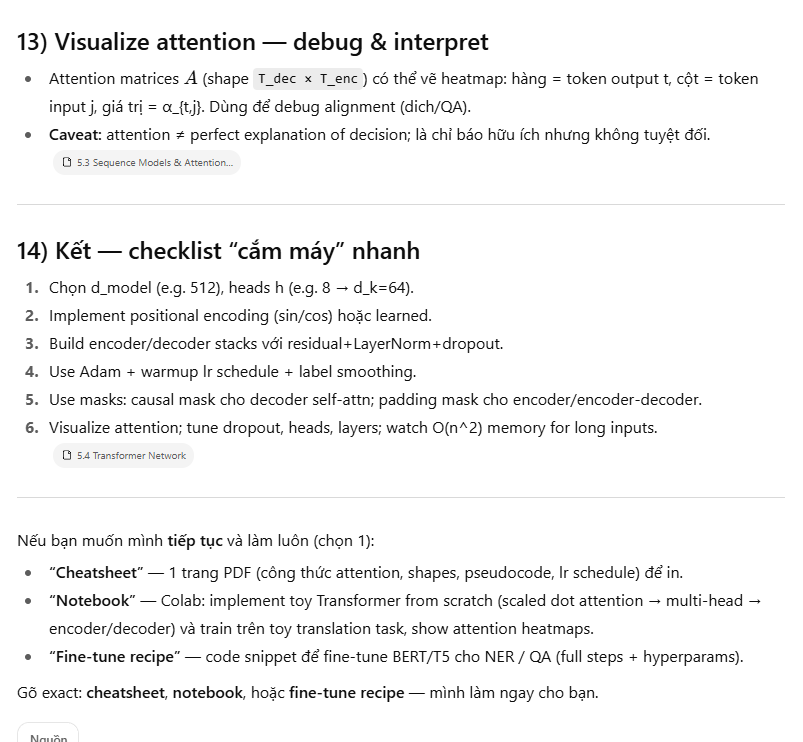 13) Visualize attention — debug & interpret
• Attention matrices A (shape T_dec × T_enc) có thể vẽ heatmap: hàng = token output t, cột = token
input j, giá trị = α_{t,j}. Dùng để debug alignment (dich/QA).
• Caveat: attention ≠ perfect explanation of decision; là chỉ báo hữu ích nhưng không tuyệt đối.
5.3 Sequence Models & Attention...
14) Kết — checklist “cắm máy” nhanh
1. Chọn d_model (e.g. 512), heads h (e.g. 8 → d_k=64).
2. Implement positional encoding (sin/cos) hoặc learned.
3. Build encoder/decoder stacks với residual+LayerNorm+dropout.
4. Use Adam + warmup lr schedule + label smoothing.
5. Use masks: causal mask cho decoder self-attn; padding mask cho encoder/encoder-decoder.
6. Visualize attention; tune dropout, heads, layers; watch O(n^2) memory for long inputs.
5.4 Transformer Network
Nếu bạn muốn mình tiếp tục và làm luôn (chọn 1):
• “Cheatsheet” — 1 trang PDF (công thức attention, shapes, pseudocode, lr schedule) để in.
• “Notebook” — Colab: implement toy Transformer from scratch (scaled dot attention → multi-head →
encoder/decoder) và train trên toy translation task, show attention heatmaps.
• “Fine-tune recipe” — code snippet để fine-tune BERT/T5 cho NER / QA (full steps + hyperparams).
Gõ exact: cheatsheet, notebook, hoặc fine-tune recipe — mình làm ngay cho bạn.
Nguồn